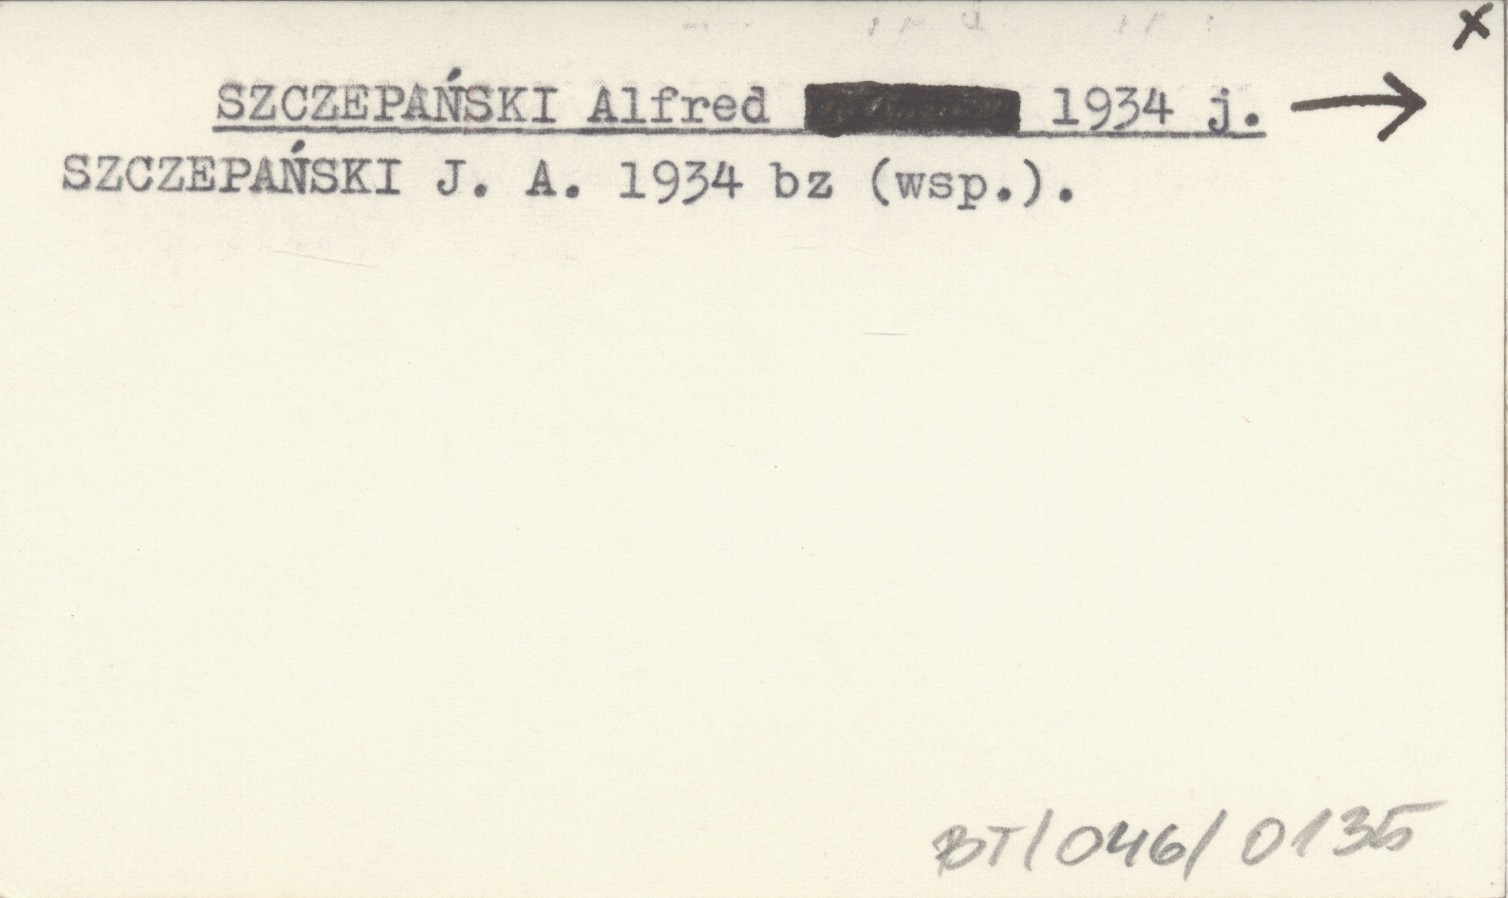 x
SZCZEPAŃSKI Alfred 1934 j. →
SZCZEPAŃSKI J. A. 1934 bz (wsp.).
BT/046/0135